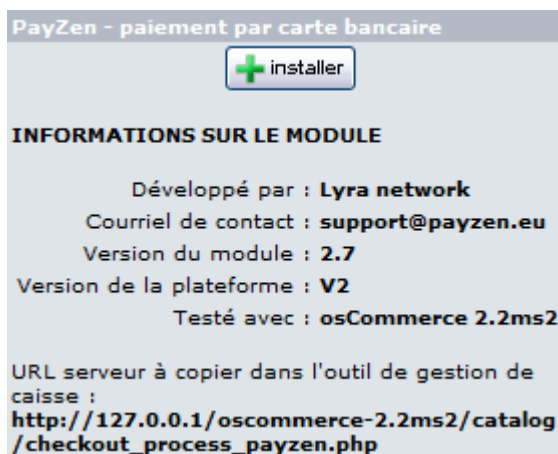 PayZen - paiement par carte bancaire
installer
INFORMATIONS SUR LE MODULE
Développé par : Lyra network
Courriel de contact : support@payzen.eu
Version du module : 2.7
Version de la plateforme : V2
Testé avec : osCommerce 2.2ms2
URL serveur à copier dans l'outil de gestion de
caisse :
http://127.0.0.1/oscommerce-2.2ms2/catalog
/checkout_process_payzen.php